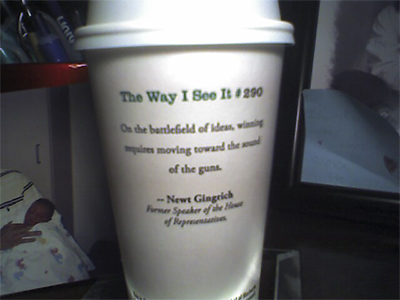 The Way I See It #290
On the battlefield of ideas, winning
requires moving toward the sound
of the guns.
-- Newt Gingrich
Former Speaker of the House
of Representatives.